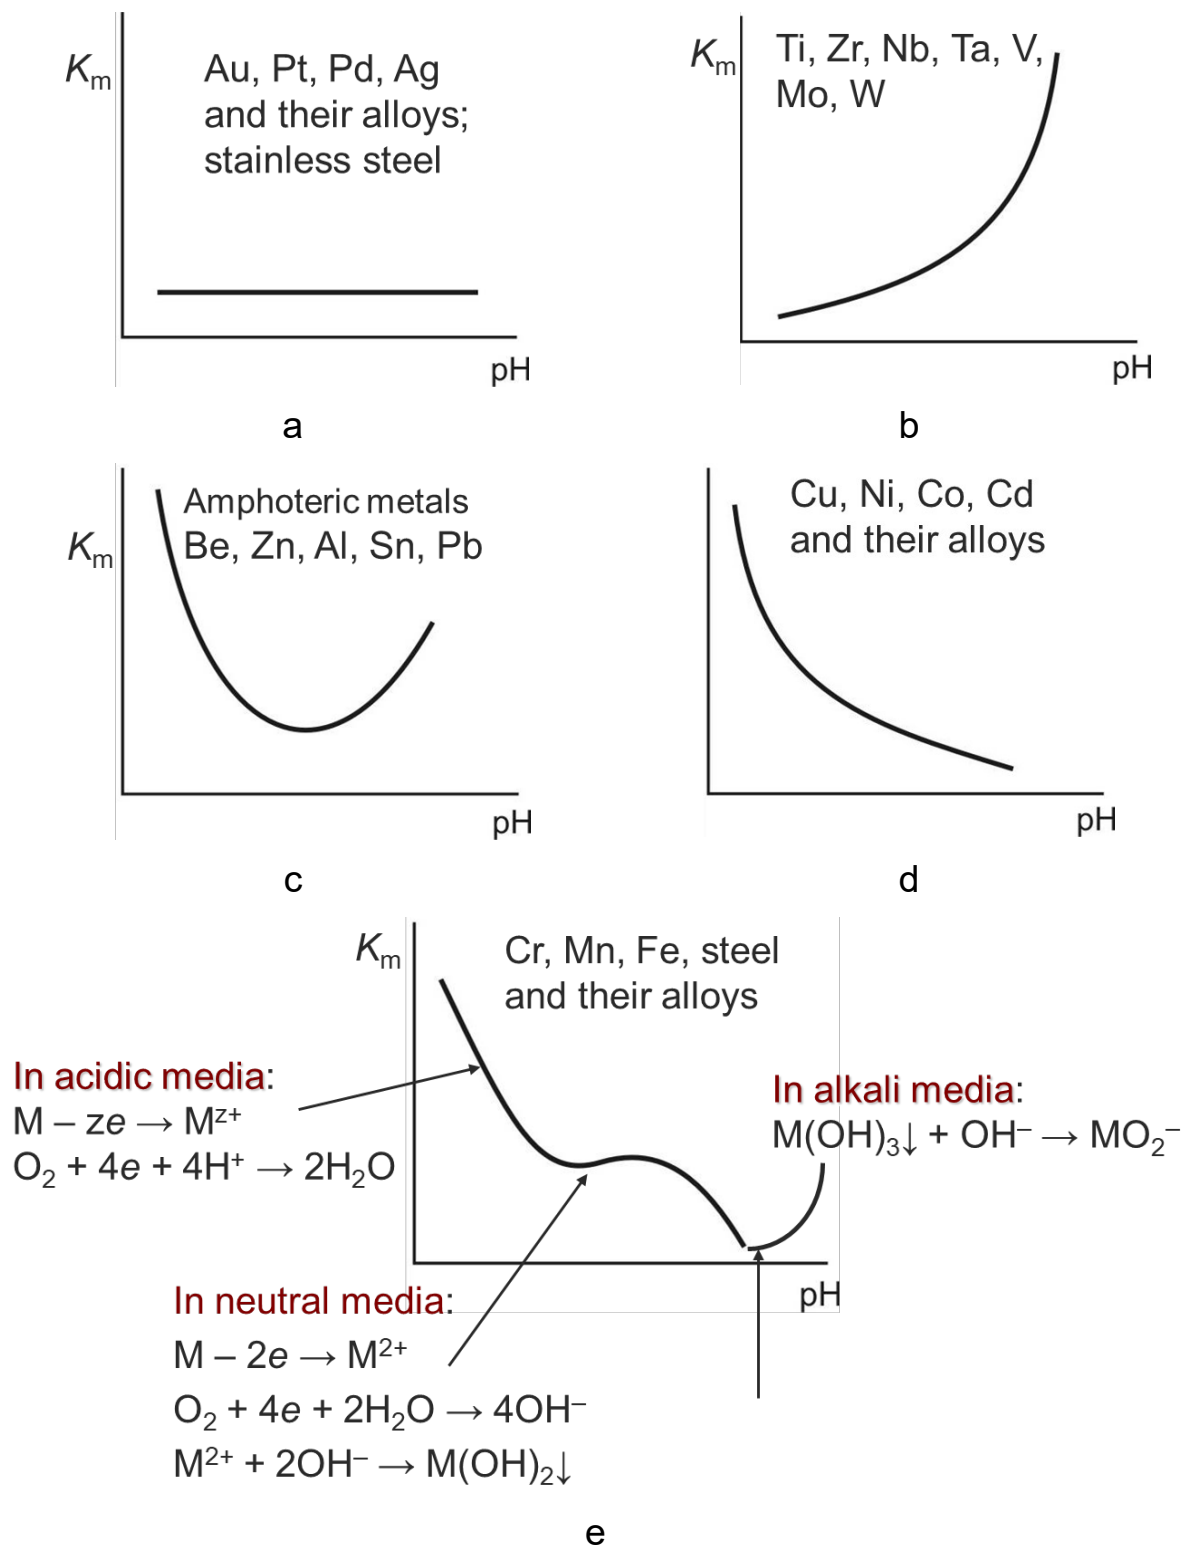 Kₘ
Au, Pt, Pd, Ag
and their alloys;
stainless steel
pH
a
Kₘ
Ti, Zr, Nb, Ta, V,
Mo, W
pH
b
Kₘ
Amphoteric metals
Be, Zn, Al, Sn, Pb
pH
c
Cu, Ni, Co, Cd
and their alloys
pH
d
Kₘ
Cr, Mn, Fe, steel
and their alloys
In acidic media:
M – ze → Mᶻ⁺
O₂ + 4e + 4H⁺ → 2H₂O
In alkali media:
M(OH)₃↓ + OH⁻ → MO₂⁻
pH
In neutral media:
M – 2e → M²⁺
O₂ + 4e + 2H₂O → 4OH⁻
M²⁺ + 2OH⁻ → M(OH)₂↓
e